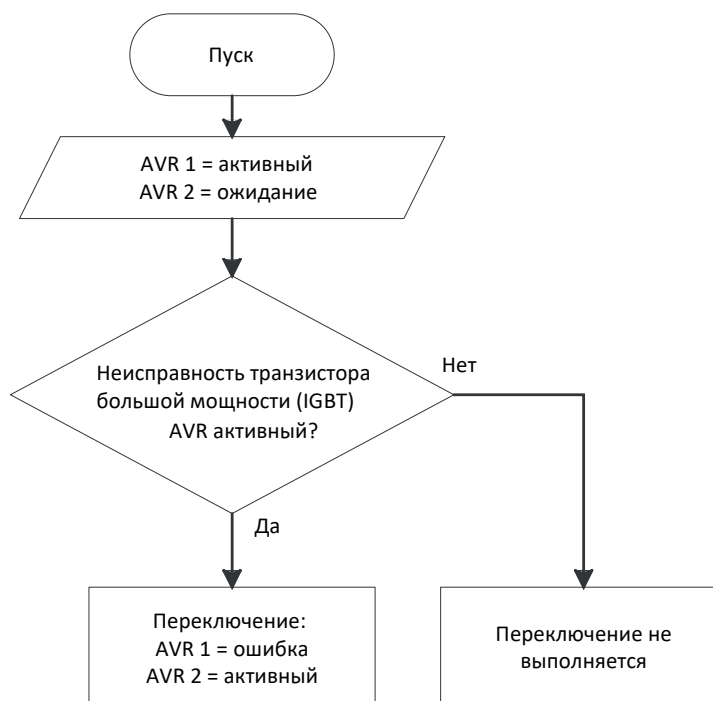 Пуск
AVR 1 = активный
AVR 2 = ожидание
Неисправность транзистора
большой мощности (IGBT)
AVR активный?
Нет
Да
Переключение:
AVR 1 = ошибка
AVR 2 = активный
Переключение не
выполняется